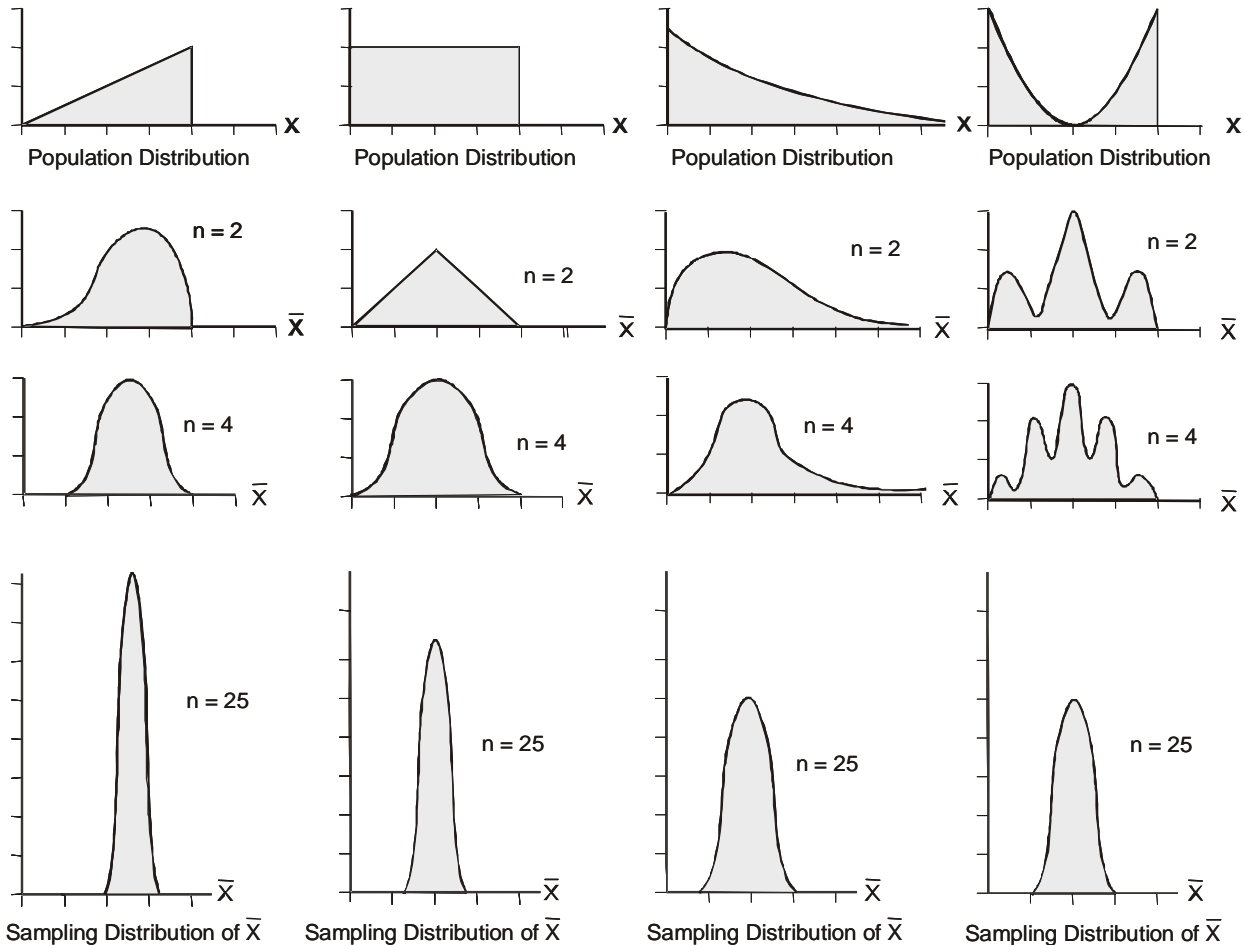 X X X X
Population Distribution Population Distribution Population Distribution Population Distribution
n = 2 n = 2 n = 2 n = 2
X̅ X̅ X̅ X̅
n = 4 n = 4 n = 4 n = 4
X̅ X̅ X̅ X̅
n = 25 n = 25 n = 25 n = 25
X̅ X̅ X̅ X̅
Sampling Distribution of X̅ Sampling Distribution of X̅ Sampling Distribution of X̅ Sampling Distribution of X̅